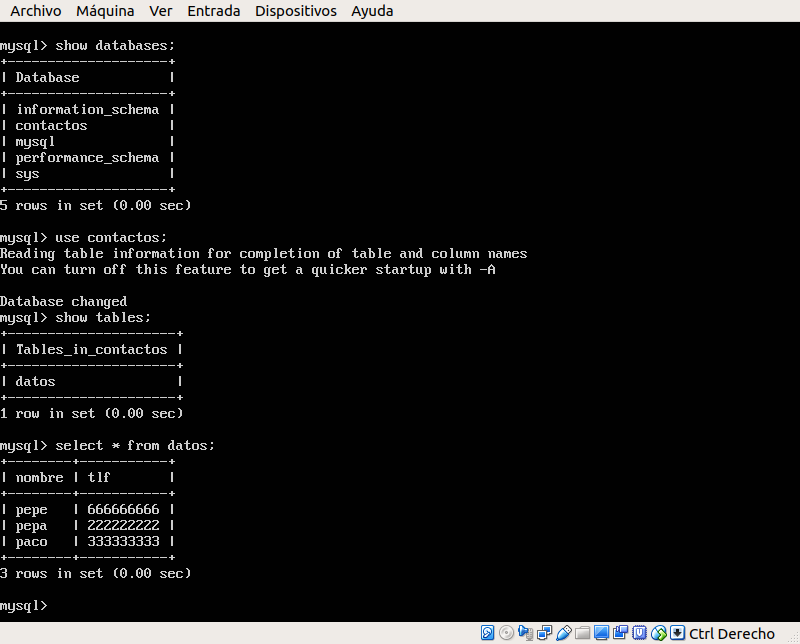 Archivo Máquina Ver Entrada Dispositivos Ayuda
mysql> show databases;
+--------------------+
| Database           |
+--------------------+
| information_schema |
| contactos          |
| mysql              |
| performance_schema |
| sys                |
+--------------------+
5 rows in set (0.00 sec)
mysql> use contactos;
Reading table information for completion of table and column names
You can turn off this feature to get a quicker startup with -A
Database changed
mysql> show tables;
+---------------------+
| Tables_in_contactos |
+---------------------+
| datos               |
+---------------------+
1 row in set (0.00 sec)
mysql> select * from datos;
+--------+-----------+
| nombre | tlf       |
+--------+-----------+
| pepe   | 666666666 |
| pepa   | 222222222 |
| paco   | 333333333 |
+--------+-----------+
3 rows in set (0.00 sec)
mysql>
Ctrl Derecho